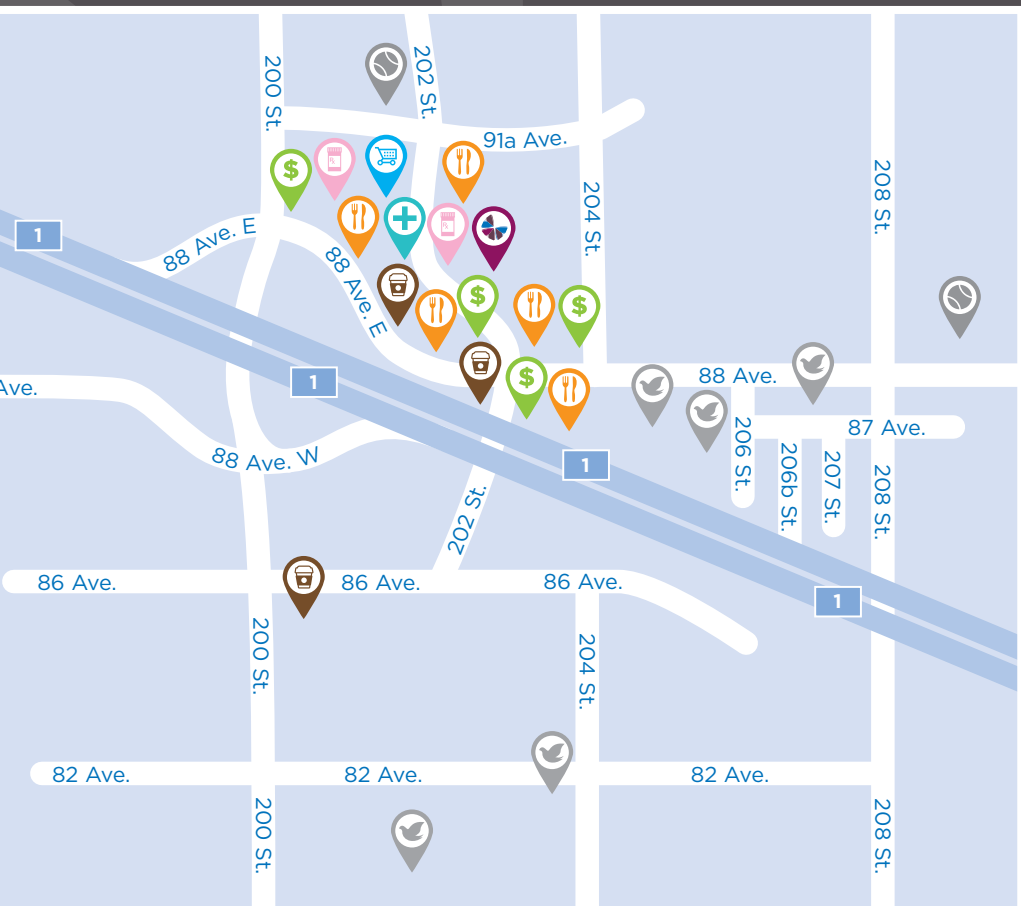 200 St.
202 St.
91a Ave.
204 St.
208 St.
$
1
88 Ave. E
88 Ave. E
$
$
1
Ave.
88 Ave.
$
87 Ave.
88 Ave. W
1
206 St.
206b St.
207 St.
208 St.
202 St.
86 Ave.
86 Ave.
86 Ave.
1
200 St.
204 St.
82 Ave.
82 Ave.
82 Ave.
200 St.
208 St.